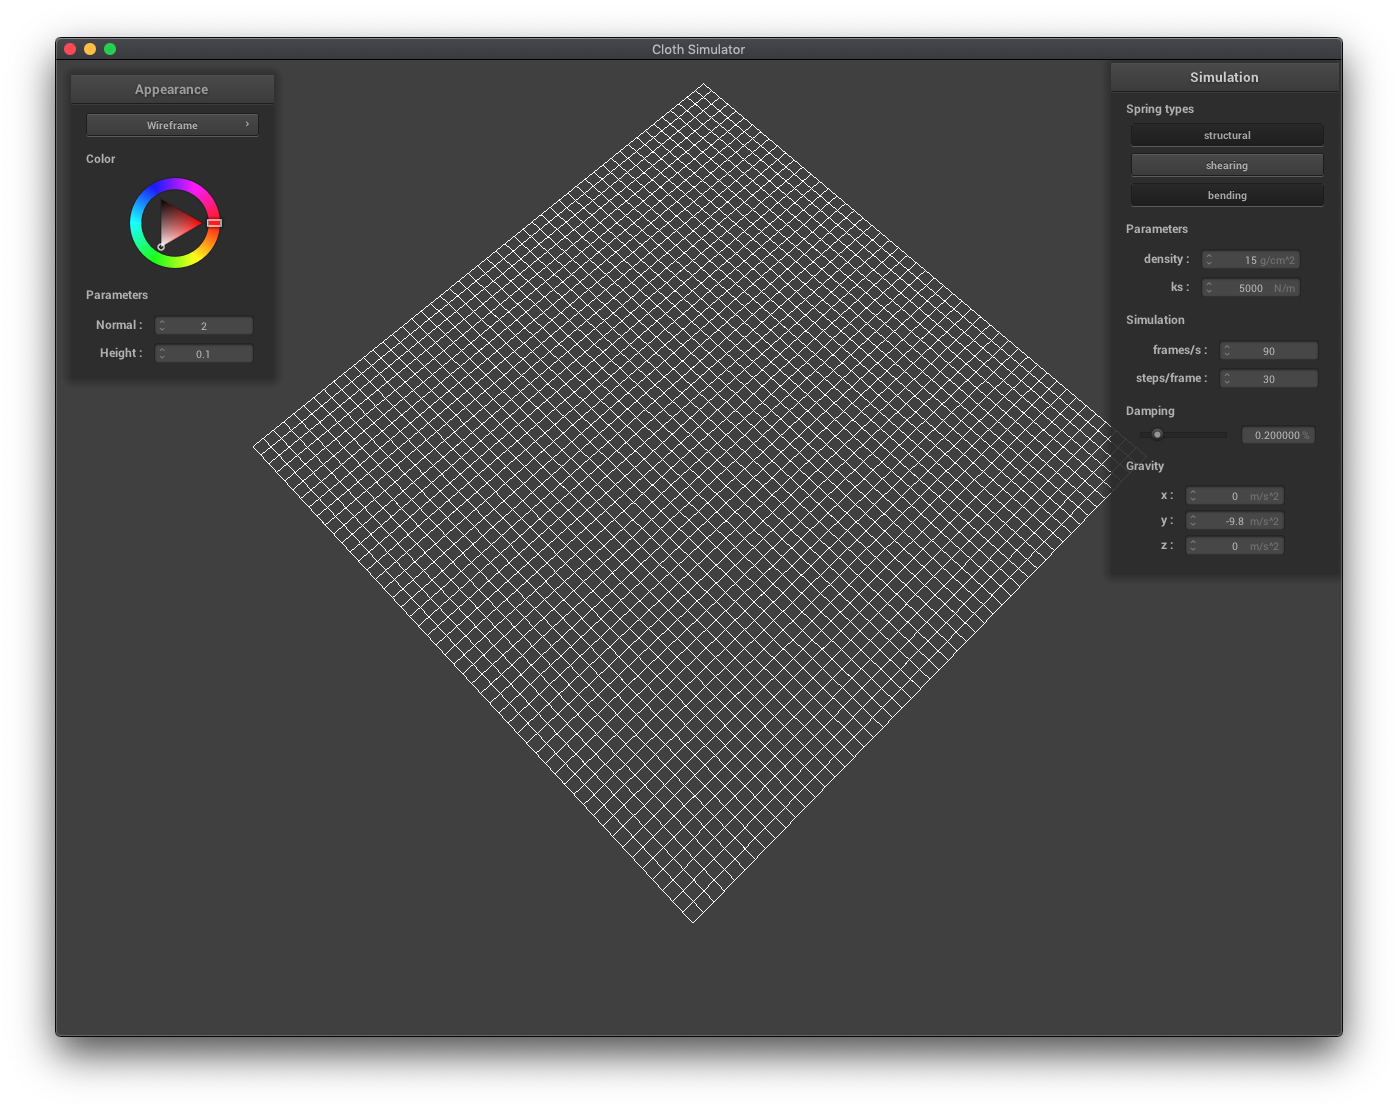 Cloth Simulator
Appearance
Wireframe ›
Color
Parameters
Normal : 2
Height : 0.1
Simulation
Spring types
structural
shearing
bending
Parameters
density : 15 g/cm^2
ks : 5000 N/m
Simulation
frames/s : 90
steps/frame : 30
Damping
0.200000 %
Gravity
x : 0 m/s^2
y : -9.8 m/s^2
z : 0 m/s^2